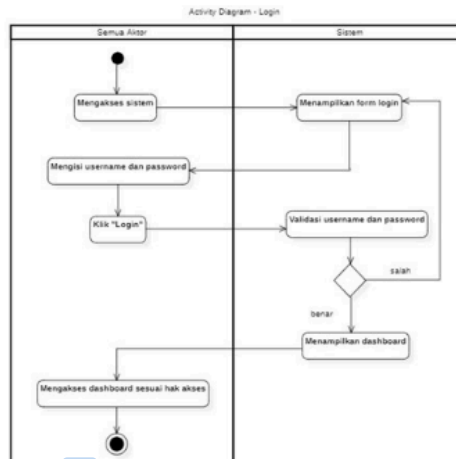 Activity Diagram - Login
Semua Aktor
Sistem
Mengakses sistem
Menampilkan form login
Mengisi username dan password
Klik "Login"
Validasi username dan password
salah
benar
Menampilkan dashboard
Mengakses dashboard sesuai hak akses